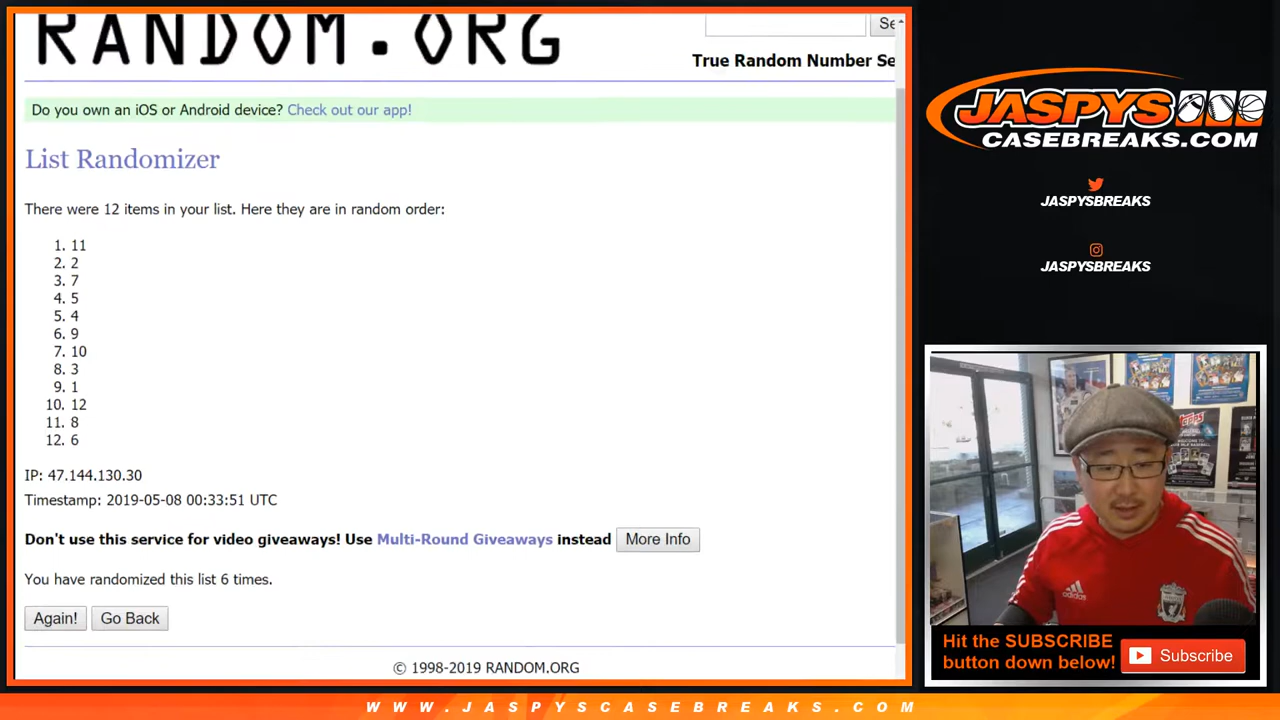 RANDOM.ORG
Se
True Random Number Se
Do you own an iOS or Android device? Check out our app!
List Randomizer
There were 12 items in your list. Here they are in random order:
1. 11
2. 2
3. 7
4. 5
5. 4
6. 9
7. 10
8. 3
9. 1
10. 12
11. 8
12. 6
IP: 47.144.130.30
Timestamp: 2019-05-08 00:33:51 UTC
Don't use this service for video giveaways! Use Multi-Round Giveaways instead More Info
You have randomized this list 6 times.
Again! Go Back
© 1998-2019 RANDOM.ORG
JASPYS
CASEBREAKS.COM
JASPYSBREAKS
JASPYSBREAKS
TOPPS
adidas
Hit the SUBSCRIBE
button down below!
Subscribe
WWW.JASPYSCASEBREAKS.COM